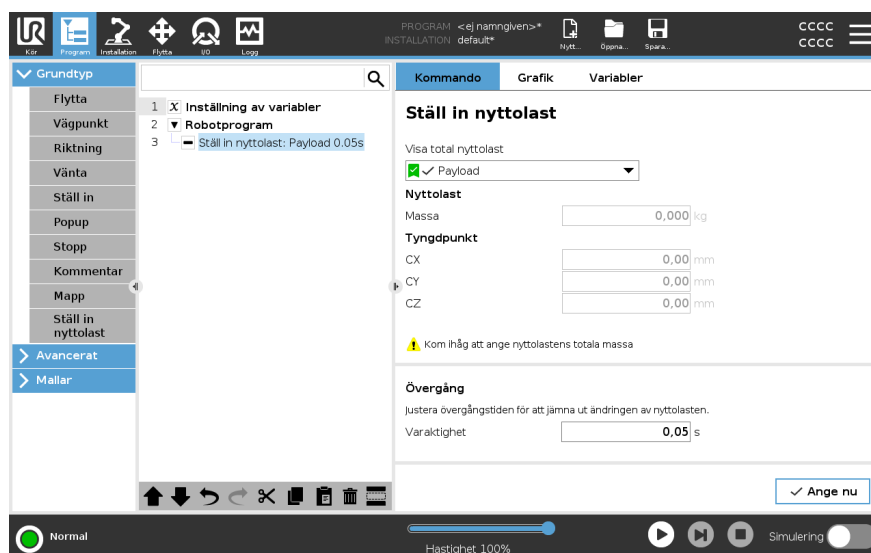 PROGRAM <ej namngiven>*
INSTALLATION default*
Kör
Program
Installation
Flytta
I/O
Logg
Nytt...
Öppna...
Spara...
CCCC
CCCC
Grundtyp
Flytta
Vägpunkt
Riktning
Vänta
Ställ in
Popup
Stopp
Kommentar
Mapp
Ställ in
nyttolast
Avancerat
Mallar
1 X Inställning av variabler
2 Robotprogram
3 Ställ in nyttolast: Payload 0.05s
Kommando Grafik Variabler
Ställ in nyttolast
Visa total nyttolast
Payload
Nyttolast
Massa 0,000 kg
Tyngdpunkt
CX 0,00 mm
CY 0,00 mm
CZ 0,00 mm
Kom ihåg att ange nyttolastens totala massa
Övergång
Justera övergångstiden för att jämna ut ändringen av nyttolasten.
Varaktighet 0,05 s
Ange nu
Normal
Hastighet 100%
Simulering